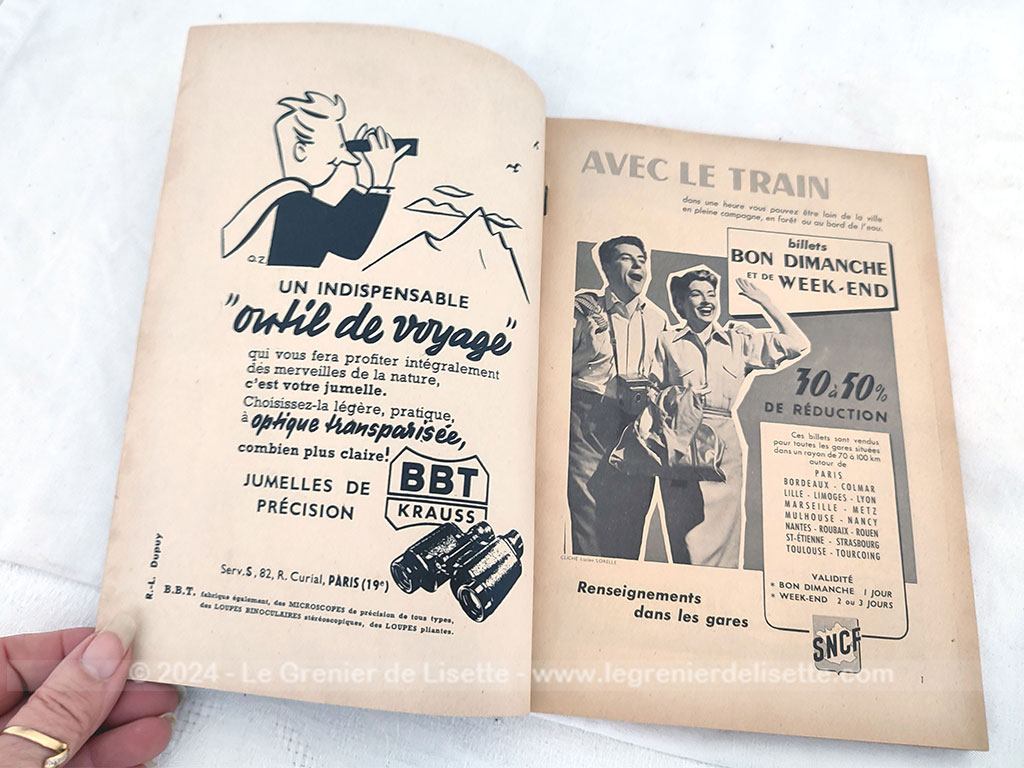 O.Z.
UN INDISPENSABLE
"outil de voyage"
qui vous fera profiter intégralement
des merveilles de la nature,
c'est votre jumelle.
Choisissez-la légère, pratique,
à optique transparisée,
combien plus claire!
JUMELLES DE
PRÉCISION
BBT
KRAUSS
Serv. S, 82, R. Curial, PARIS (19e)
B.B.T. fabrique également, des MICROSCOPES de précision de tous types,
des LOUPES BINOCULAIRES stéréoscopiques, des LOUPES pliantes.
R.-L. Dupuy
AVEC LE TRAIN
dans une heure vous pouvez être loin de la ville
en pleine campagne, en forêt ou au bord de l'eau.
billets
BON DIMANCHE
ET DE WEEK-END
30 à 50%
DE RÉDUCTION
Ces billets sont vendus
pour toutes les gares situées
dans un rayon de 70 à 100 km
autour de
PARIS
BORDEAUX - COLMAR
LILLE - LIMOGES - LYON
MARSEILLE - METZ
MULHOUSE - NANCY
NANTES - ROUBAIX - ROUEN
ST-ÉTIENNE - STRASBOURG
TOULOUSE - TOURCOING
VALIDITÉ
* BON DIMANCHE 1 JOUR
* WEEK-END 2 ou 3 JOURS
CLICHÉ Lucien LORELLE
Renseignements
dans les gares
SNCF
1
© 2024 - Le Grenier de Lisette - www.legrenierdelisette.com